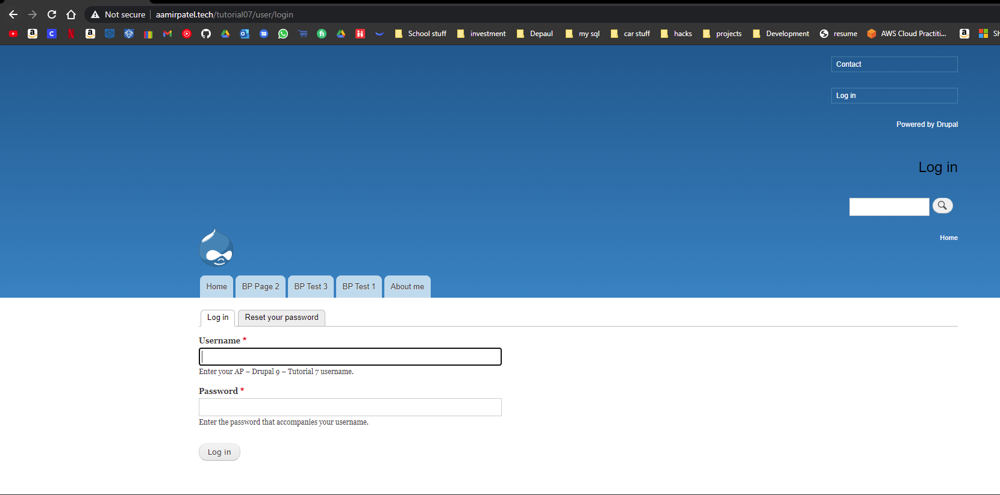 Not secure aamirpatel.tech/tutorial07/user/login
School stuff investment Depaul my sql car stuff hacks projects Development resume AWS Cloud Practiti... Sh
Contact
Log in
Powered by Drupal
Log in
Home
Home BP Page 2 BP Test 3 BP Test 1 About me
Log in Reset your password
Username *
Enter your AP – Drupal 9 – Tutorial 7 username.
Password *
Enter the password that accompanies your username.
Log in